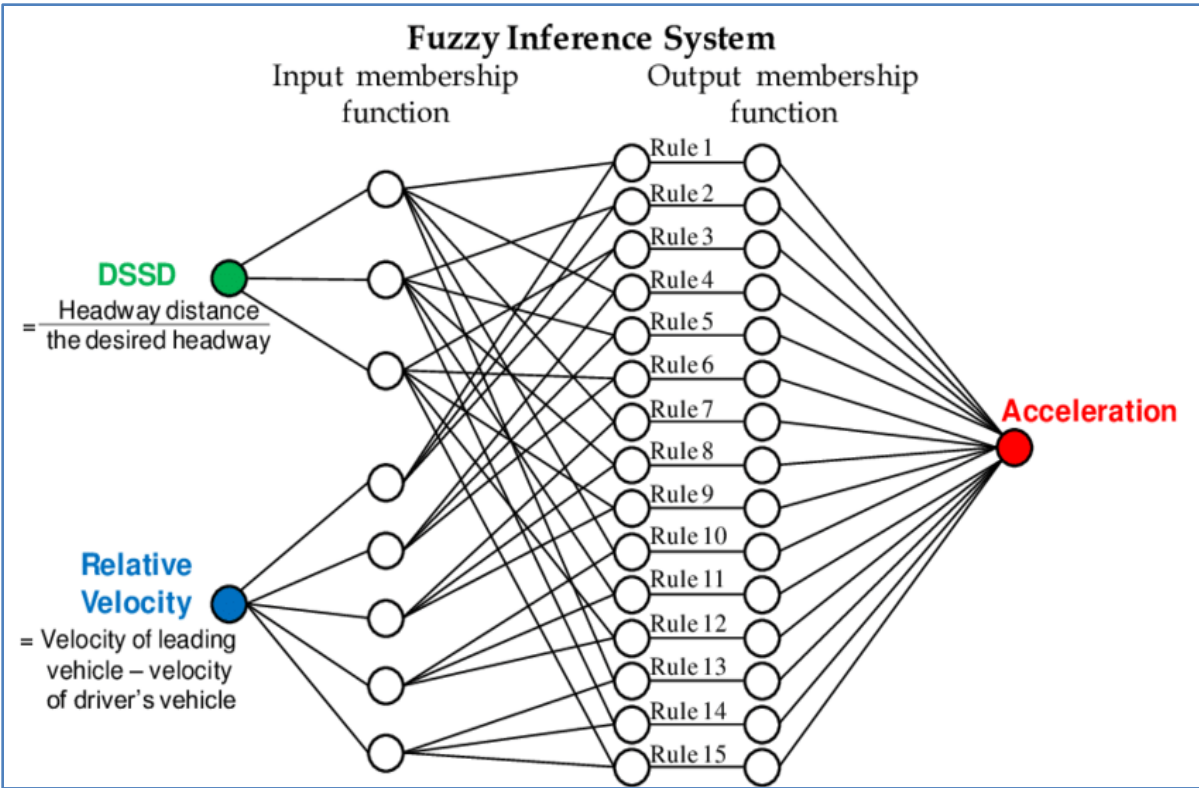 Fuzzy Inference System
Input membership
function
Output membership
function
Rule 1
Rule 2
Rule 3
Rule 4
Rule 5
Rule 6
Rule 7
Rule 8
Rule 9
Rule 10
Rule 11
Rule 12
Rule 13
Rule 14
Rule 15
DSSD
= Headway distance
the desired headway
Relative
Velocity
= Velocity of leading
vehicle – velocity
of driver's vehicle
Acceleration